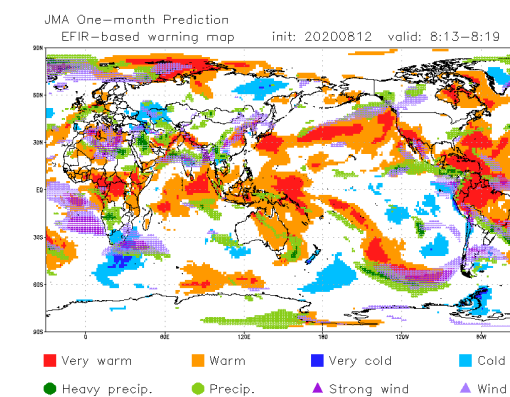 JMA One-month Prediction
EFIR-based warning map init: 20200812 valid: 8:13-8:19
90N
60N
30N
EQ
30S
60S
90S
0 60E 120E 180 120W 60W
Very warm Warm Very cold Cold
Heavy precip. Precip. Strong wind Wind